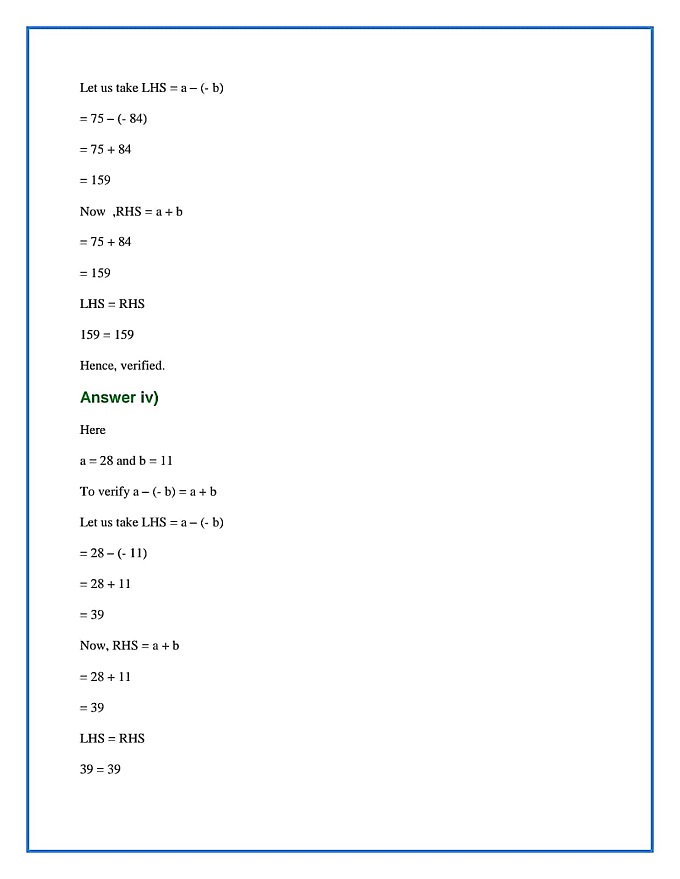 Let us take LHS = a – (- b)
= 75 – (- 84)
= 75 + 84
= 159
Now  ,RHS = a + b
= 75 + 84
= 159
LHS = RHS
159 = 159
Hence, verified.
Answer iv)
Here
a = 28 and b = 11
To verify a – (- b) = a + b
Let us take LHS = a – (- b)
= 28 – (- 11)
= 28 + 11
= 39
Now, RHS = a + b
= 28 + 11
= 39
LHS = RHS
39 = 39